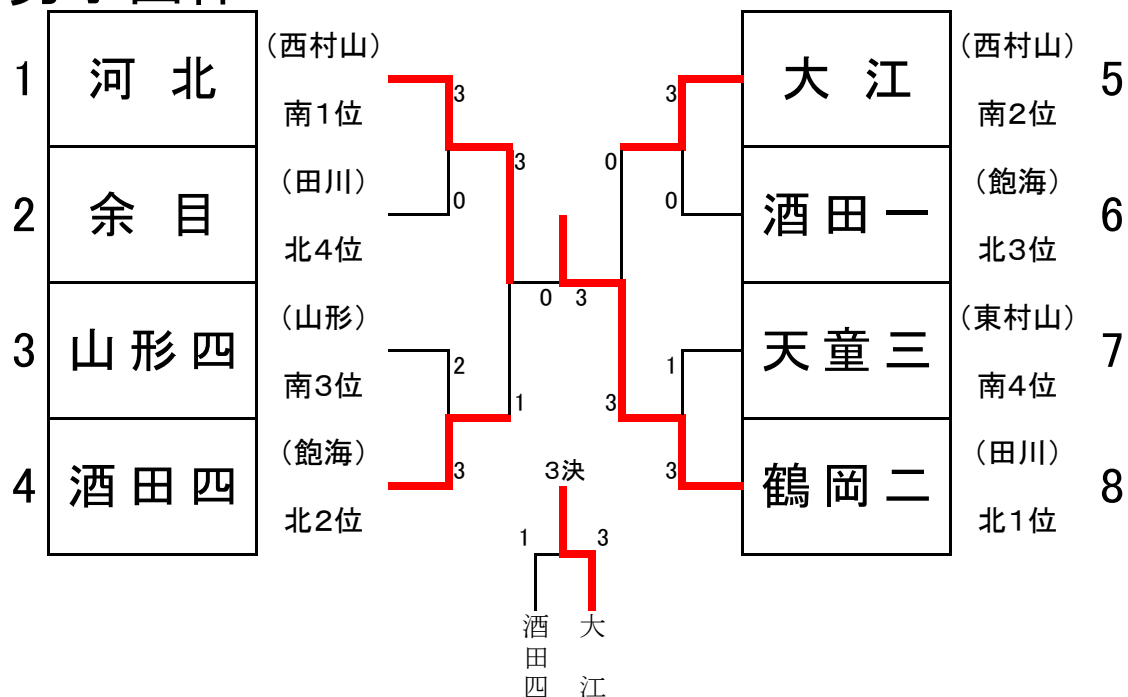 1 河北 (西村山) 南1位
2 余目 (田川) 北4位
3 山形四 (山形) 南3位
4 酒田四 (飽海) 北2位
3
0
3
2
3
1
0 3
3
0
0
1
3
3
大江 (西村山) 南2位 5
酒田一 (飽海) 北3位 6
天童三 (東村山) 南4位 7
鶴岡二 (田川) 北1位 8
3決
1 3
酒田四
大江